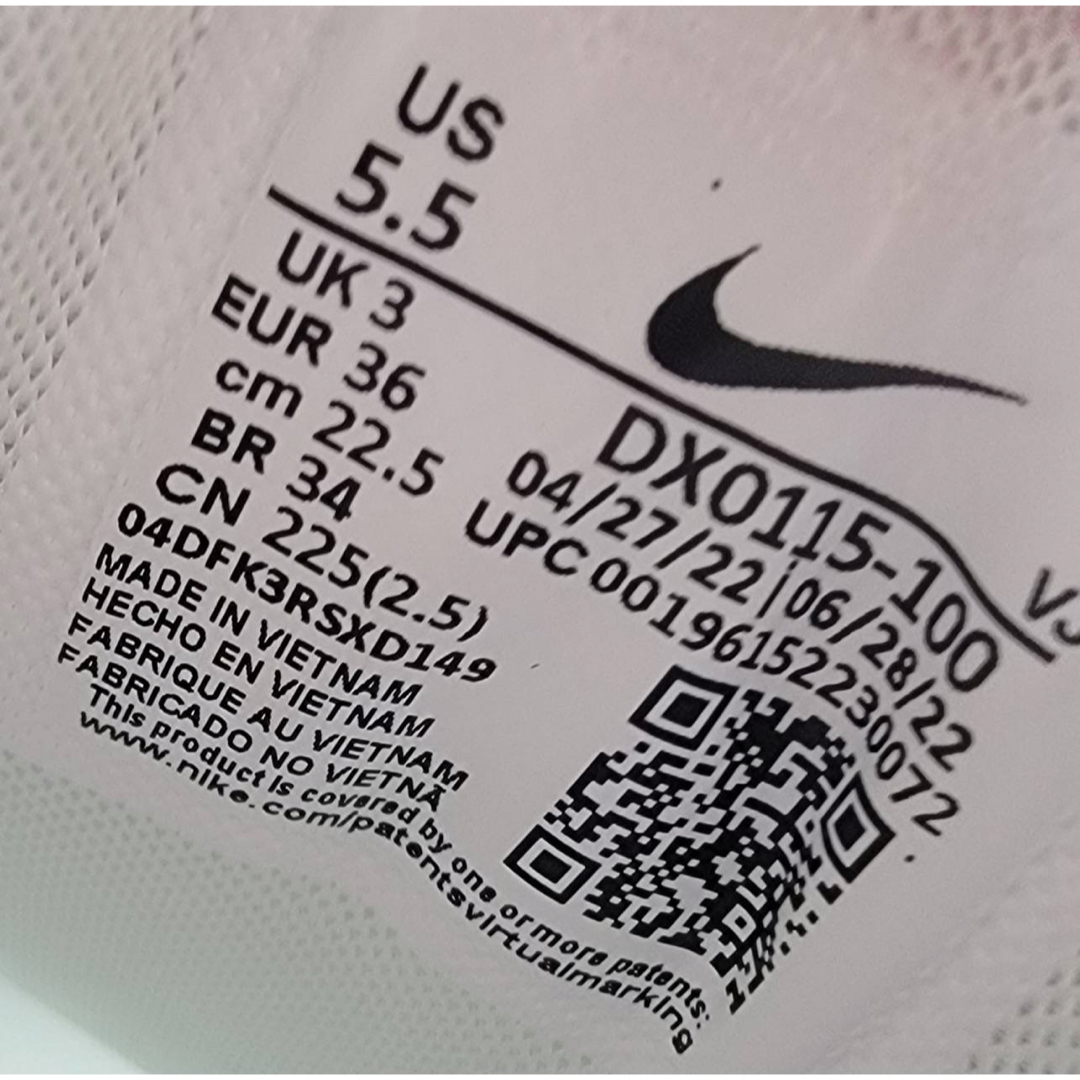 US
5.5
UK 3
EUR 36
cm 22.5
BR 34
CN 225(2.5)
04DFK3RSXD149
MADE IN VIETNAM
HECHO EN VIETNAM
FABRIQUE AU VIETNAM
FABRICADO NO VIETNÃ
This product is covered by one or more patents:
www.nike.com/patentsvirtualmarking
DX0115-100
04/27/22|06/28/22
UPC 00196152230072